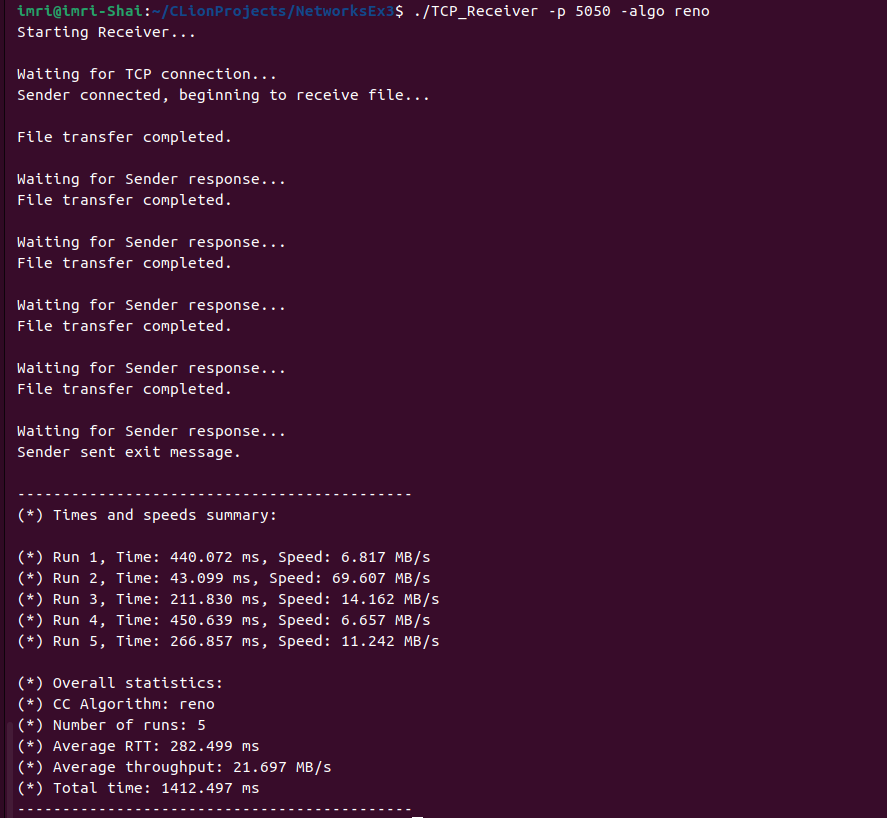 imri@imri-Shai:~/CLionProjects/NetworksEx3$ ./TCP_Receiver -p 5050 -algo reno
Starting Receiver...
Waiting for TCP connection...
Sender connected, beginning to receive file...
File transfer completed.
Waiting for Sender response...
File transfer completed.
Waiting for Sender response...
File transfer completed.
Waiting for Sender response...
File transfer completed.
Waiting for Sender response...
File transfer completed.
Waiting for Sender response...
Sender sent exit message.
--------------------------------------------
(*) Times and speeds summary:
(*) Run 1, Time: 440.072 ms, Speed: 6.817 MB/s
(*) Run 2, Time: 43.099 ms, Speed: 69.607 MB/s
(*) Run 3, Time: 211.830 ms, Speed: 14.162 MB/s
(*) Run 4, Time: 450.639 ms, Speed: 6.657 MB/s
(*) Run 5, Time: 266.857 ms, Speed: 11.242 MB/s
(*) Overall statistics:
(*) CC Algorithm: reno
(*) Number of runs: 5
(*) Average RTT: 282.499 ms
(*) Average throughput: 21.697 MB/s
(*) Total time: 1412.497 ms
--------------------------------------------